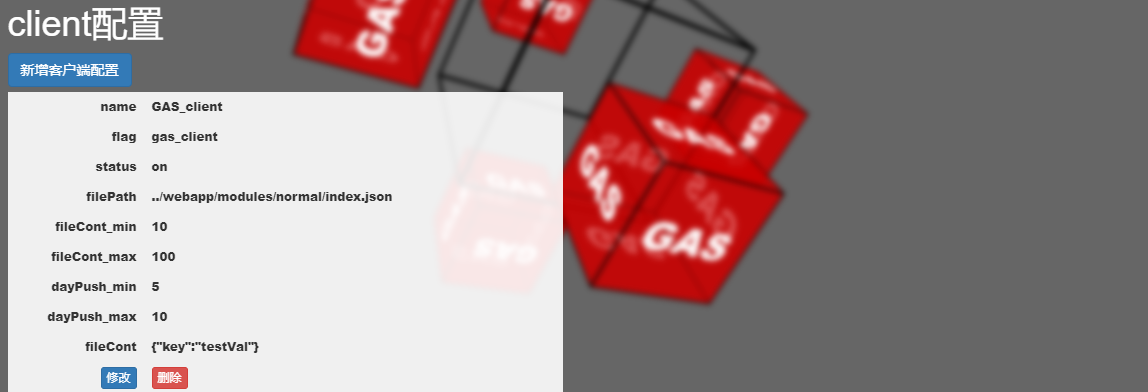 client配置
新增客户端配置
name GAS_client
flag gas_client
status on
filePath ../webapp/modules/normal/index.json
fileCont_min 10
fileCont_max 100
dayPush_min 5
dayPush_max 10
fileCont {"key":"testVal"}
修改 删除
GAS
GAS
GAS
GAS
GAS
GAS